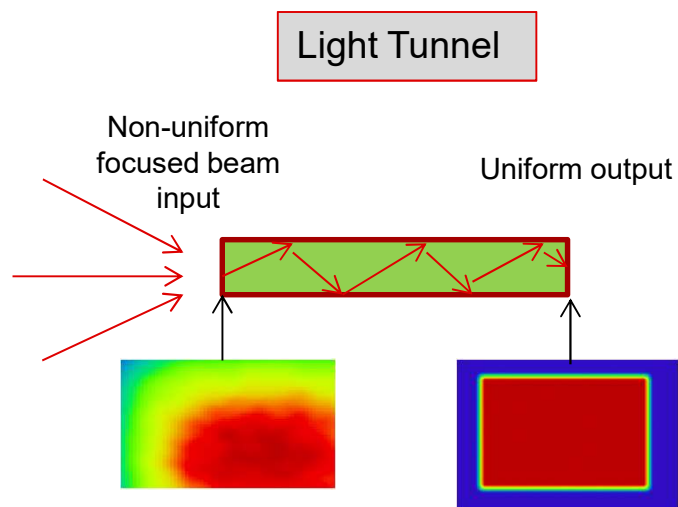 Light Tunnel
Non-uniform
focused beam
input
Uniform output